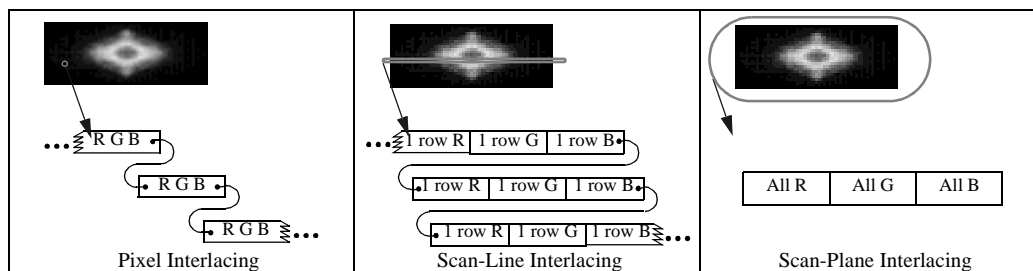 R G B
R G B
R G B
Pixel Interlacing
1 row R 1 row G 1 row B
1 row R 1 row G 1 row B
1 row R 1 row G 1 row B
Scan-Line Interlacing
All R All G All B
Scan-Plane Interlacing